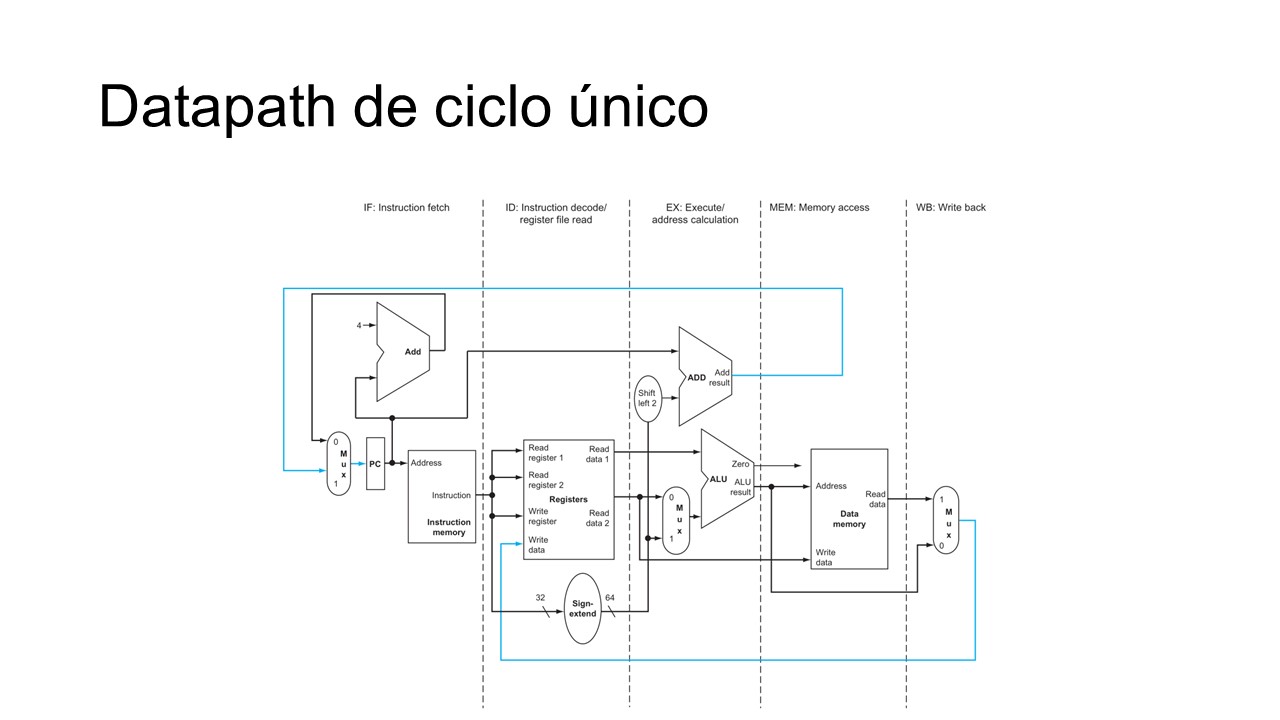 Datapath de ciclo único
IF: Instruction fetch
ID: Instruction decode/
register file read
EX: Execute/
address calculation
MEM: Memory access
WB: Write back
4
Add
ADD
Add
result
Shift
left 2
0
M
u
x
1
PC
Address
Instruction
Instruction
memory
Read
register 1
Read
register 2
Write
register
Write
data
Registers
Read
data 1
Read
data 2
0
M
u
x
1
Zero
ALU
ALU
result
Address
Read
data
Data
memory
Write
data
1
M
u
x
0
32
Sign-
extend
64